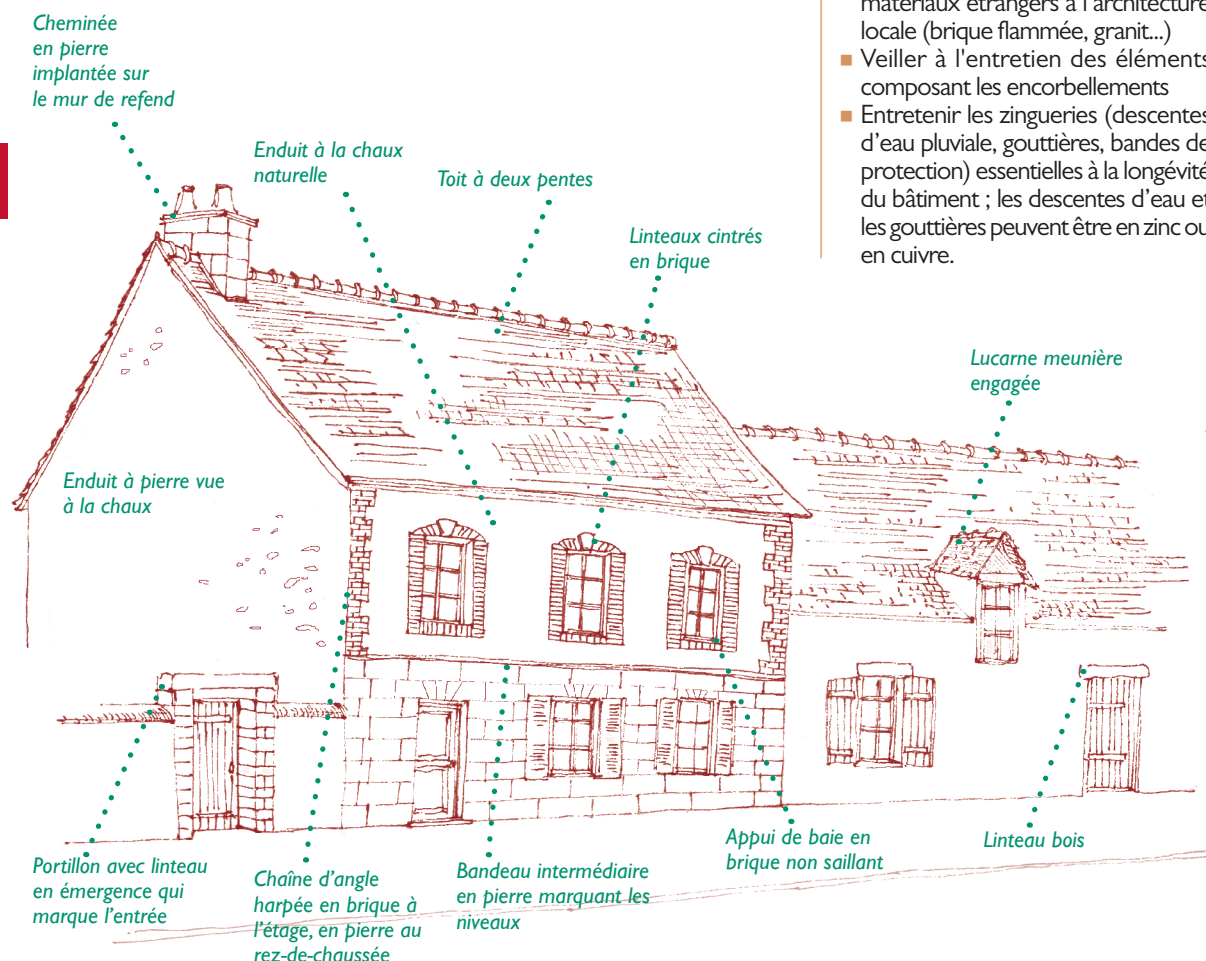 matériaux étrangers à l'architecture
locale (brique flammée, granit...)
■ Veiller à l'entretien des éléments
composant les encorbellements
■ Entretenir les zingueries (descentes
d’eau pluviale, gouttières, bandes de
protection) essentielles à la longévité
du bâtiment ; les descentes d’eau et
les gouttières peuvent être en zinc ou
en cuivre.
Cheminée
en pierre
implantée sur
le mur de refend
Enduit à la chaux
naturelle
Toit à deux pentes
Linteaux cintrés
en brique
Lucarne meunière
engagée
Enduit à pierre vue
à la chaux
Portillon avec linteau
en émergence qui
marque l’entrée
Chaîne d’angle
harpée en brique à
l’étage, en pierre au
rez-de-chaussée
Bandeau intermédiaire
en pierre marquant les
niveaux
Appui de baie en
brique non saillant
Linteau bois